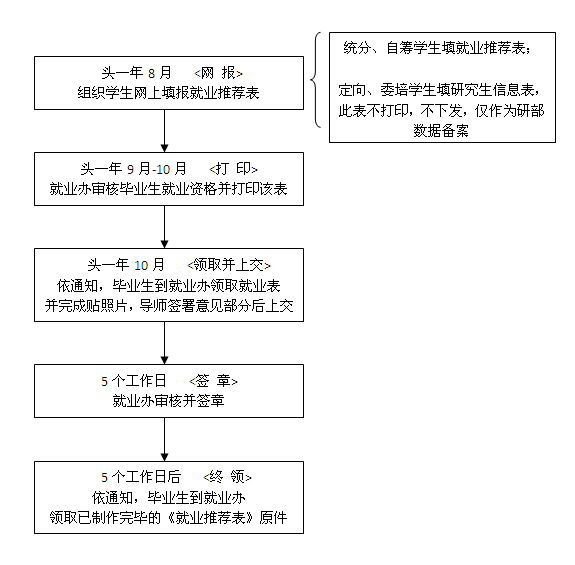 头一年 8 月 <网 报>
组织学生网上填报就业推荐表
统分、自筹学生填就业推荐表；
定向、委培学生填研究生信息表，
此表不打印，不下发，仅作为研部
数据备案
头一年 9 月-10 月 <打 印>
就业办审核毕业生就业资格并打印该表
头一年 10 月 <领取并上交>
依通知，毕业生到就业办领取就业表
并完成贴照片，导师签署意见部分后上交
5 个工作日 <签 章>
就业办审核并签章
5 个工作日后 <终 领>
依通知，毕业生到就业办
领取已制作完毕的《就业推荐表》原件